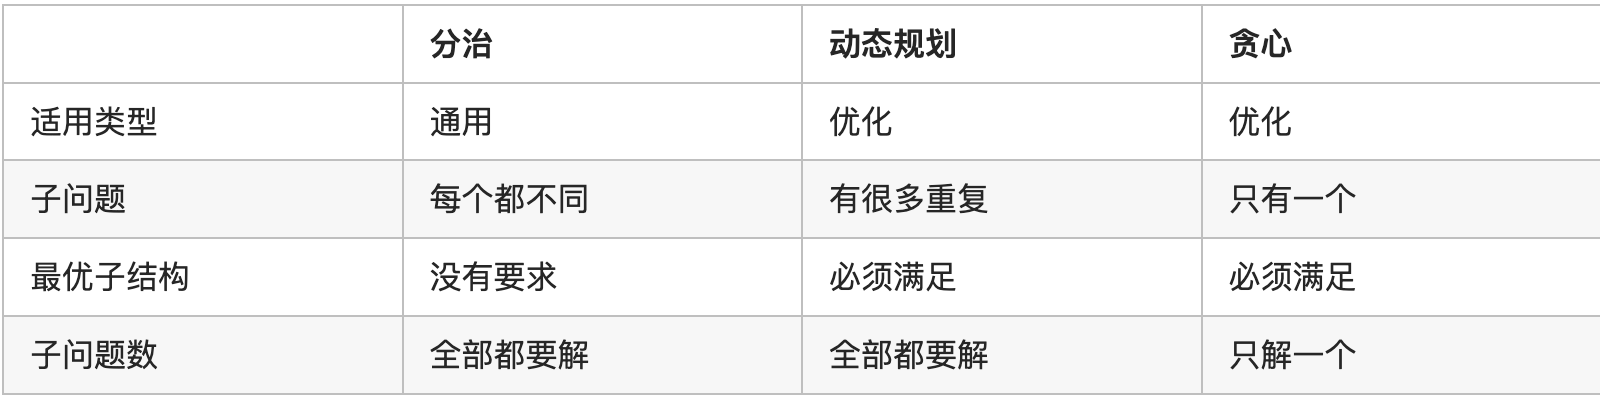 分治 动态规划 贪心
适用类型 通用 优化 优化
子问题 每个都不同 有很多重复 只有一个
最优子结构 没有要求 必须满足 必须满足
子问题数 全部都要解 全部都要解 只解一个